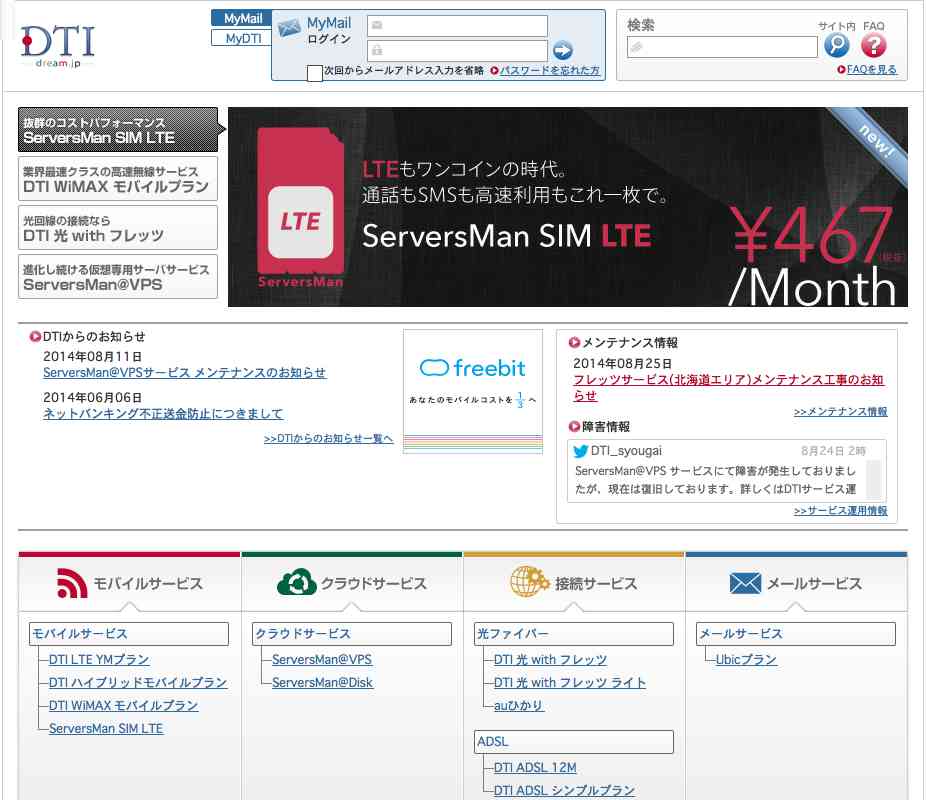 DTI
dream.jp
MyMail
MyDTI
MyMail
ログイン
次回からメールアドレス入力を省略
パスワードを忘れた方
検索
サイト内
FAQ
FAQを見る
抜群のコストパフォーマンス
ServersMan SIM LTE
業界最速クラスの高速無線サービス
DTI WiMAX モバイルプラン
光回線の接続なら
DTI 光 with フレッツ
進化し続ける仮想専用サーバサービス
ServersMan@VPS
LTE
ServersMan
LTEもワンコインの時代。
通話もSMSも高速利用もこれ一枚で。
ServersMan SIM LTE
new!
¥467
(税抜)
/Month
DTIからのお知らせ
2014年08月11日
ServersMan@VPSサービス メンテナンスのお知らせ
2014年06月06日
ネットバンキング不正送金防止につきまして
>>DTIからのお知らせ一覧へ
freebit
あなたのモバイルコストを 1/3 へ
メンテナンス情報
2014年08月25日
フレッツサービス(北海道エリア)メンテナンス工事のお知
らせ
>>メンテナンス情報
障害情報
DTI_syougai
8月24日 2時
ServersMan@VPS サービスにて障害が発生しておりまし
たが、現在は復旧しております。詳しくはDTIサービス運
>>サービス運用情報
モバイルサービス
モバイルサービス
DTI LTE YMプラン
DTI ハイブリッドモバイルプラン
DTI WiMAX モバイルプラン
ServersMan SIM LTE
クラウドサービス
クラウドサービス
ServersMan@VPS
ServersMan@Disk
接続サービス
光ファイバー
DTI 光 with フレッツ
DTI 光 with フレッツ ライト
auひかり
ADSL
DTI ADSL 12M
DTI ADSL シンプルプラン
メールサービス
メールサービス
Ubicプラン